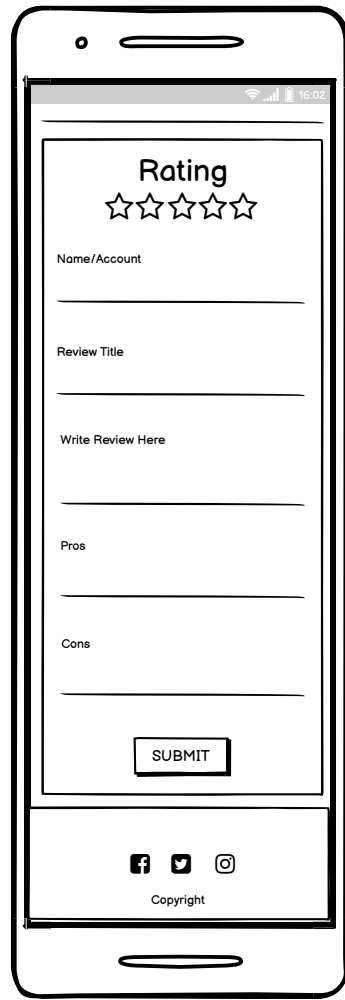 16:02
Rating
Name/Account
Review Title
Write Review Here
Pros
Cons
SUBMIT
Copyright